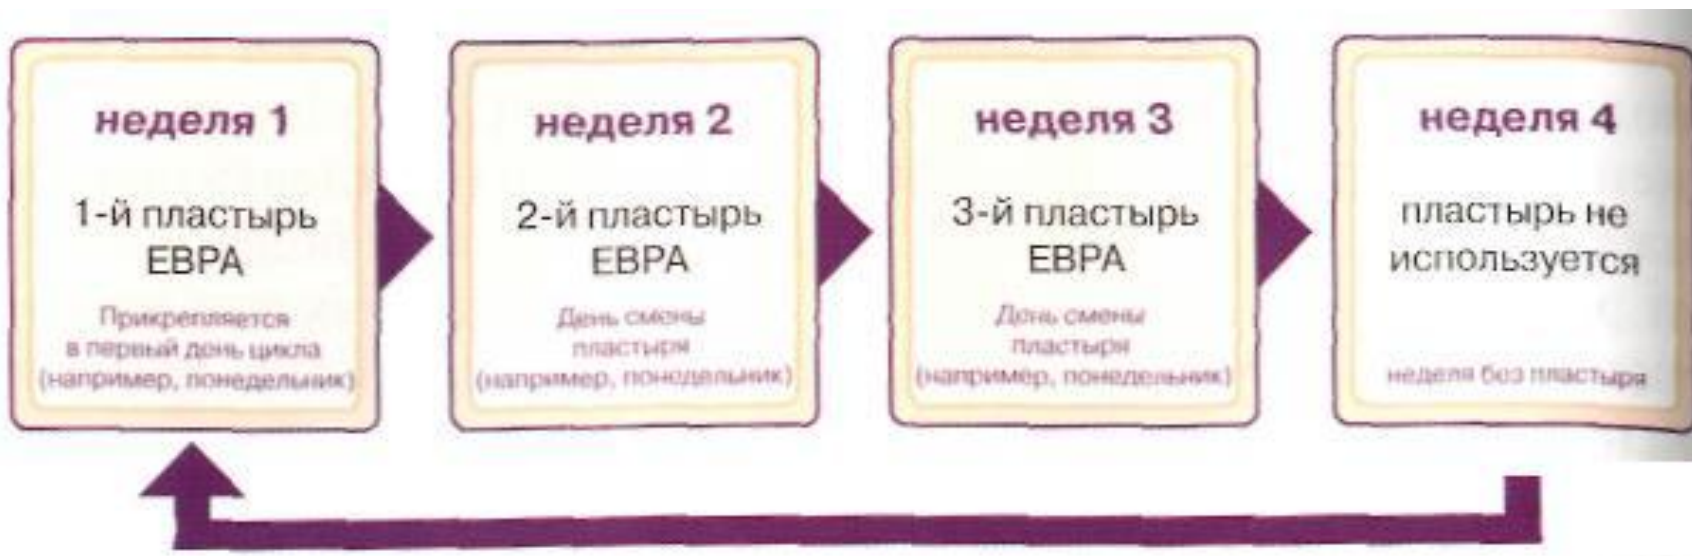 неделя 1
1-й пластырь
ЕВРА
Прикрепляется
в первый день цикла
(например, понедельник)
неделя 2
2-й пластырь
ЕВРА
День смены
пластыря
(например, понедельник)
неделя 3
3-й пластырь
ЕВРА
День смены
пластыря
(например, понедельник)
неделя 4
пластырь не
используется
неделя без пластыря